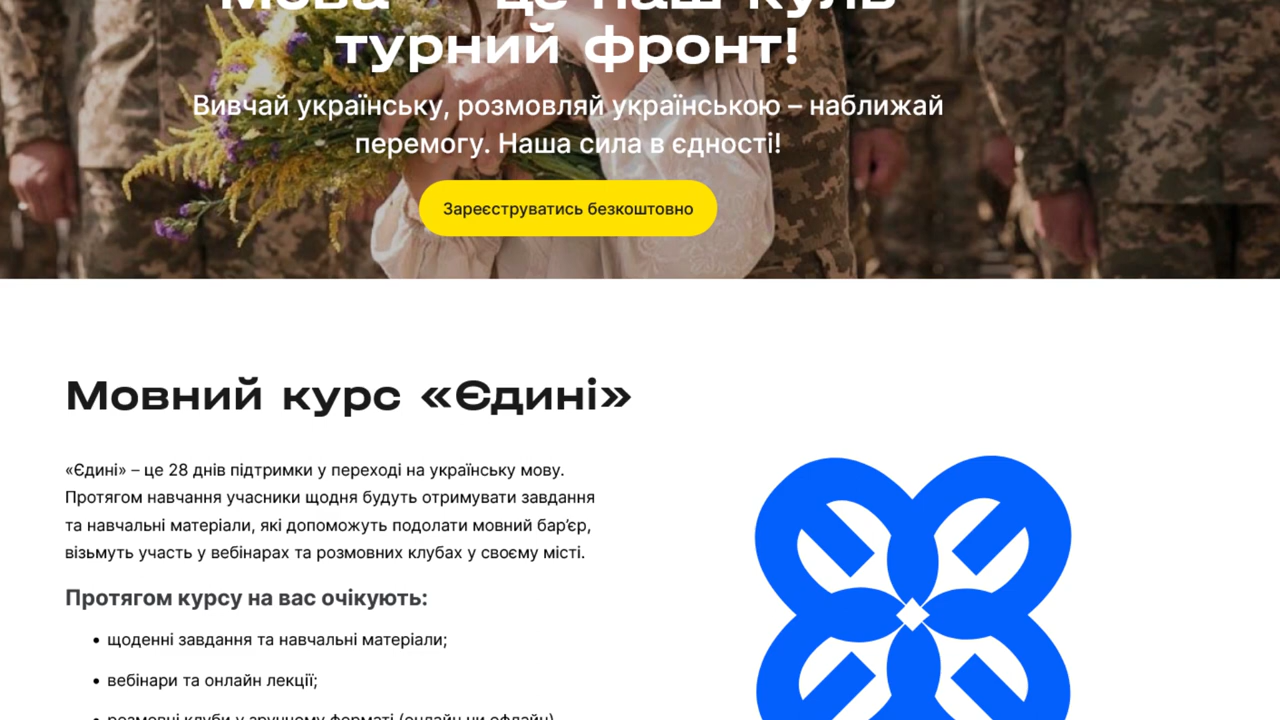 Мова — це наш куль
турний фронт!
Вивчай українську, розмовляй українською – наближай
перемогу. Наша сила в єдності!
Зареєструватись безкоштовно
Мовний курс «Єдині»
«Єдині» – це 28 днів підтримки у переході на українську мову.
Протягом навчання учасники щодня будуть отримувати завдання
та навчальні матеріали, які допоможуть подолати мовний бар’єр,
візьмуть участь у вебінарах та розмовних клубах у своєму місті.
Протягом курсу на вас очікують:
• щоденні завдання та навчальні матеріали;
• вебінари та онлайн лекції;
• розмовні клуби у зручному форматі (онлайн чи офлайн)